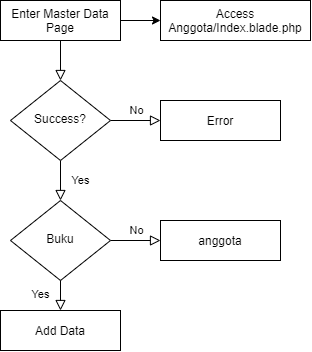 Enter Master Data
Page
Access
Anggota/Index.blade.php
Success?
No
Error
Yes
Buku
No
anggota
Yes
Add Data